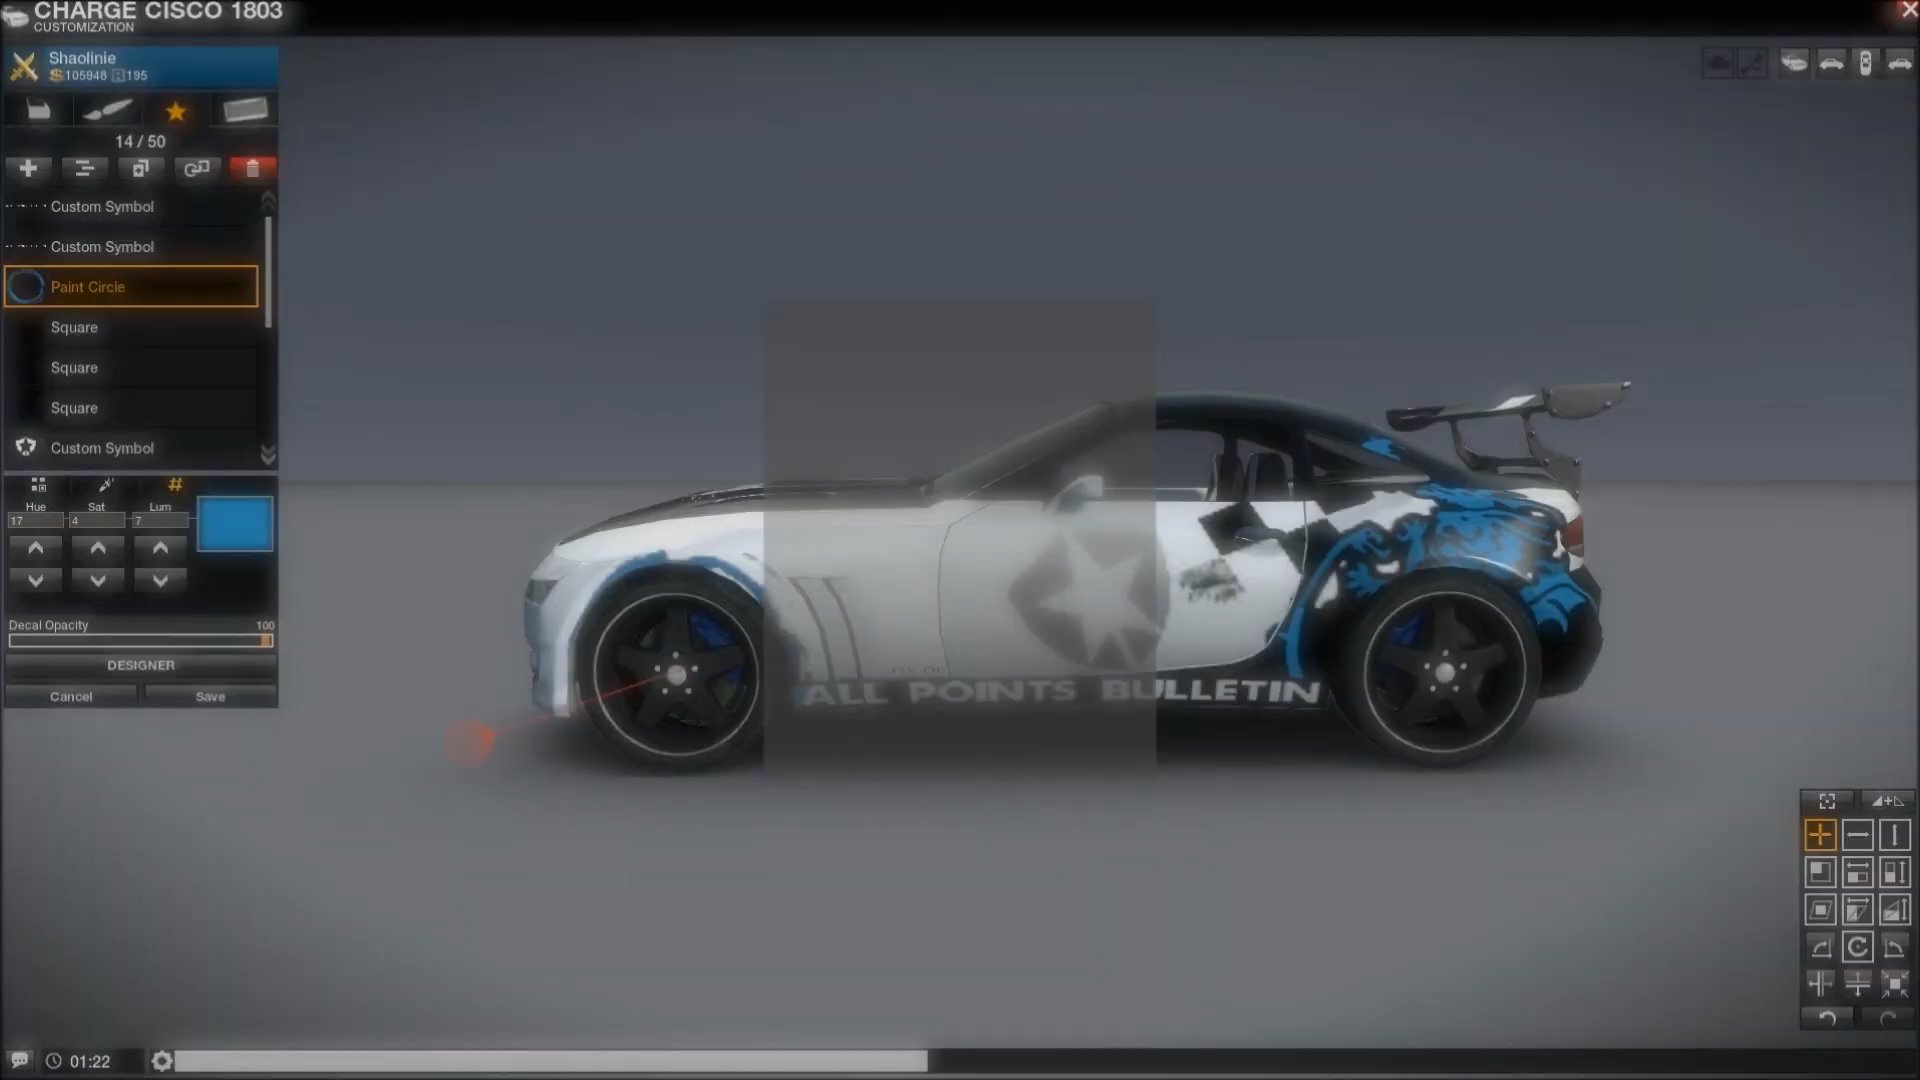 CHARGE CISCO 1803
CUSTOMIZATION
Shaolinie
105948 195
14 / 50
Custom Symbol
Custom Symbol
Paint Circle
Square
Square
Square
Custom Symbol
#
Hue Sat Lum
17 4 7
Decal Opacity 100
DESIGNER
Cancel Save
ALL POINTS BULLETIN
01:22